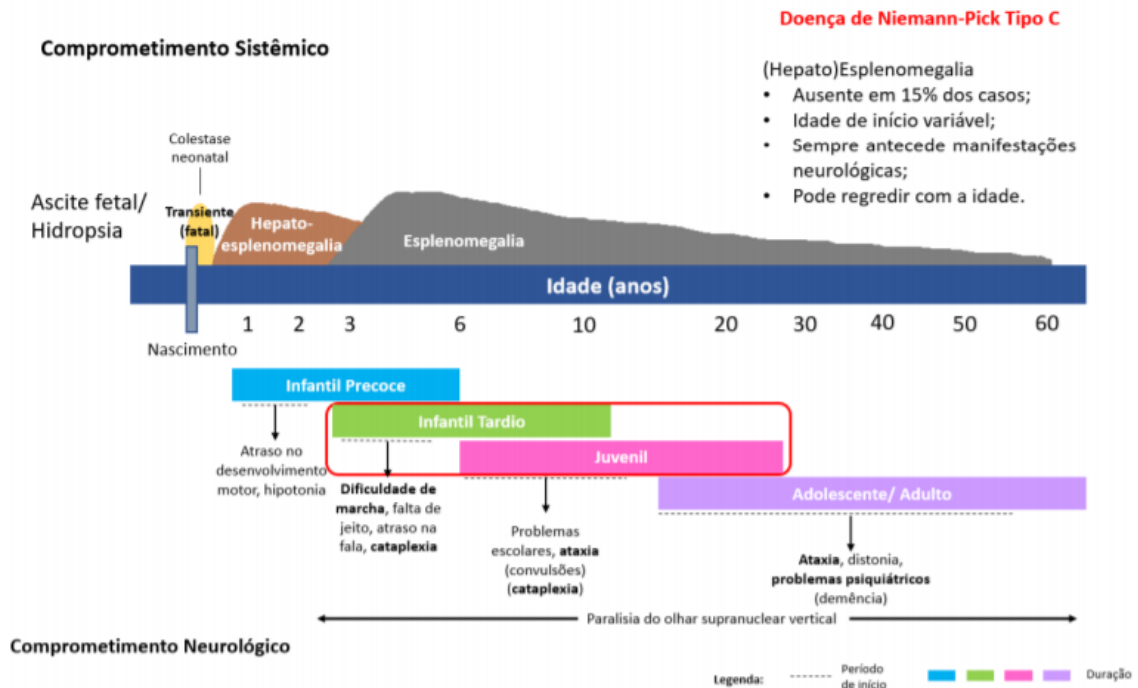 Doença de Niemann-Pick Tipo C
Comprometimento Sistêmico
(Hepato)Esplenomegalia
• Ausente em 15% dos casos;
• Idade de início variável;
• Sempre antecede manifestações
neurológicas;
• Pode regredir com a idade.
Colestase
neonatal
Ascite fetal/
Hidropsia
Transiente
(fatal)
Hepato-
esplenomegalia
Esplenomegalia
Idade (anos)
1 2 3 6 10 20 30 40 50 60
Nascimento
Infantil Precoce
Infantil Tardio
Juvenil
Adolescente/ Adulto
Atraso no
desenvolvimento
motor, hipotonia
Dificuldade de
marcha, falta de
jeito, atraso na
fala, cataplexia
Problemas
escolares, ataxia
(convulsões)
(cataplexia)
Ataxia, distonia,
problemas psiquiátricos
(demência)
Paralisia do olhar supranuclear vertical
Comprometimento Neurológico
Legenda:
Período
de início
Duração